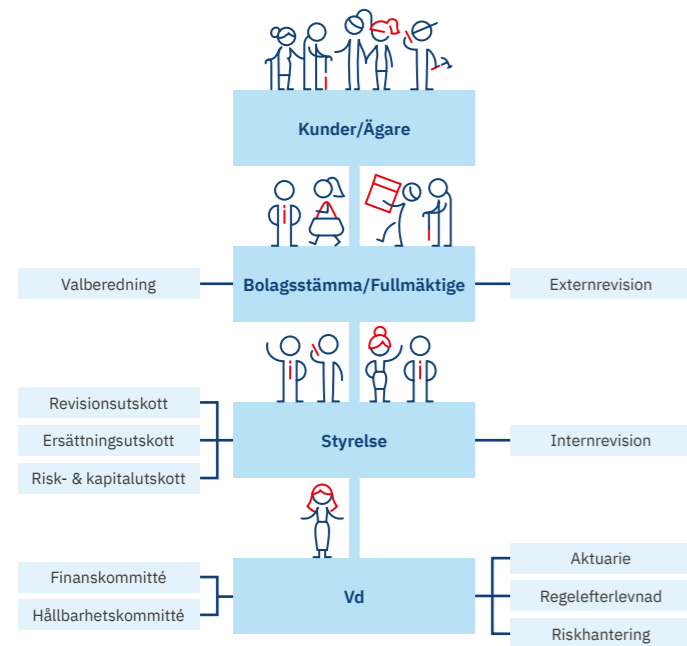 Kunder/Ägare
Valberedning
Bolagsstämma/Fullmäktige
Externrevision
Revisionsutskott
Ersättningsutskott
Risk- & kapitalutskott
Styrelse
Internrevision
Finanskommitté
Hållbarhetskommitté
Vd
Aktuarie
Regelefterlevnad
Riskhantering